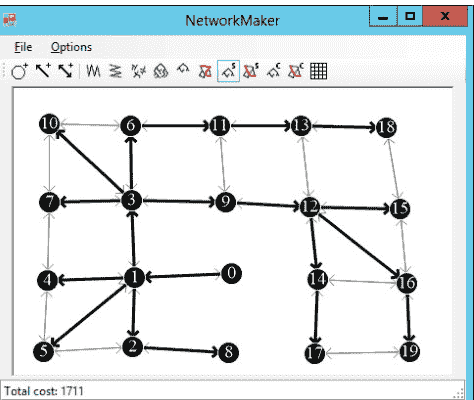 NetworkMaker
File Options
S S C C
10 6 11 13 18
7 3 9 12 15
4 1 0 14 16
5 2 8 17 19
Total cost: 1711